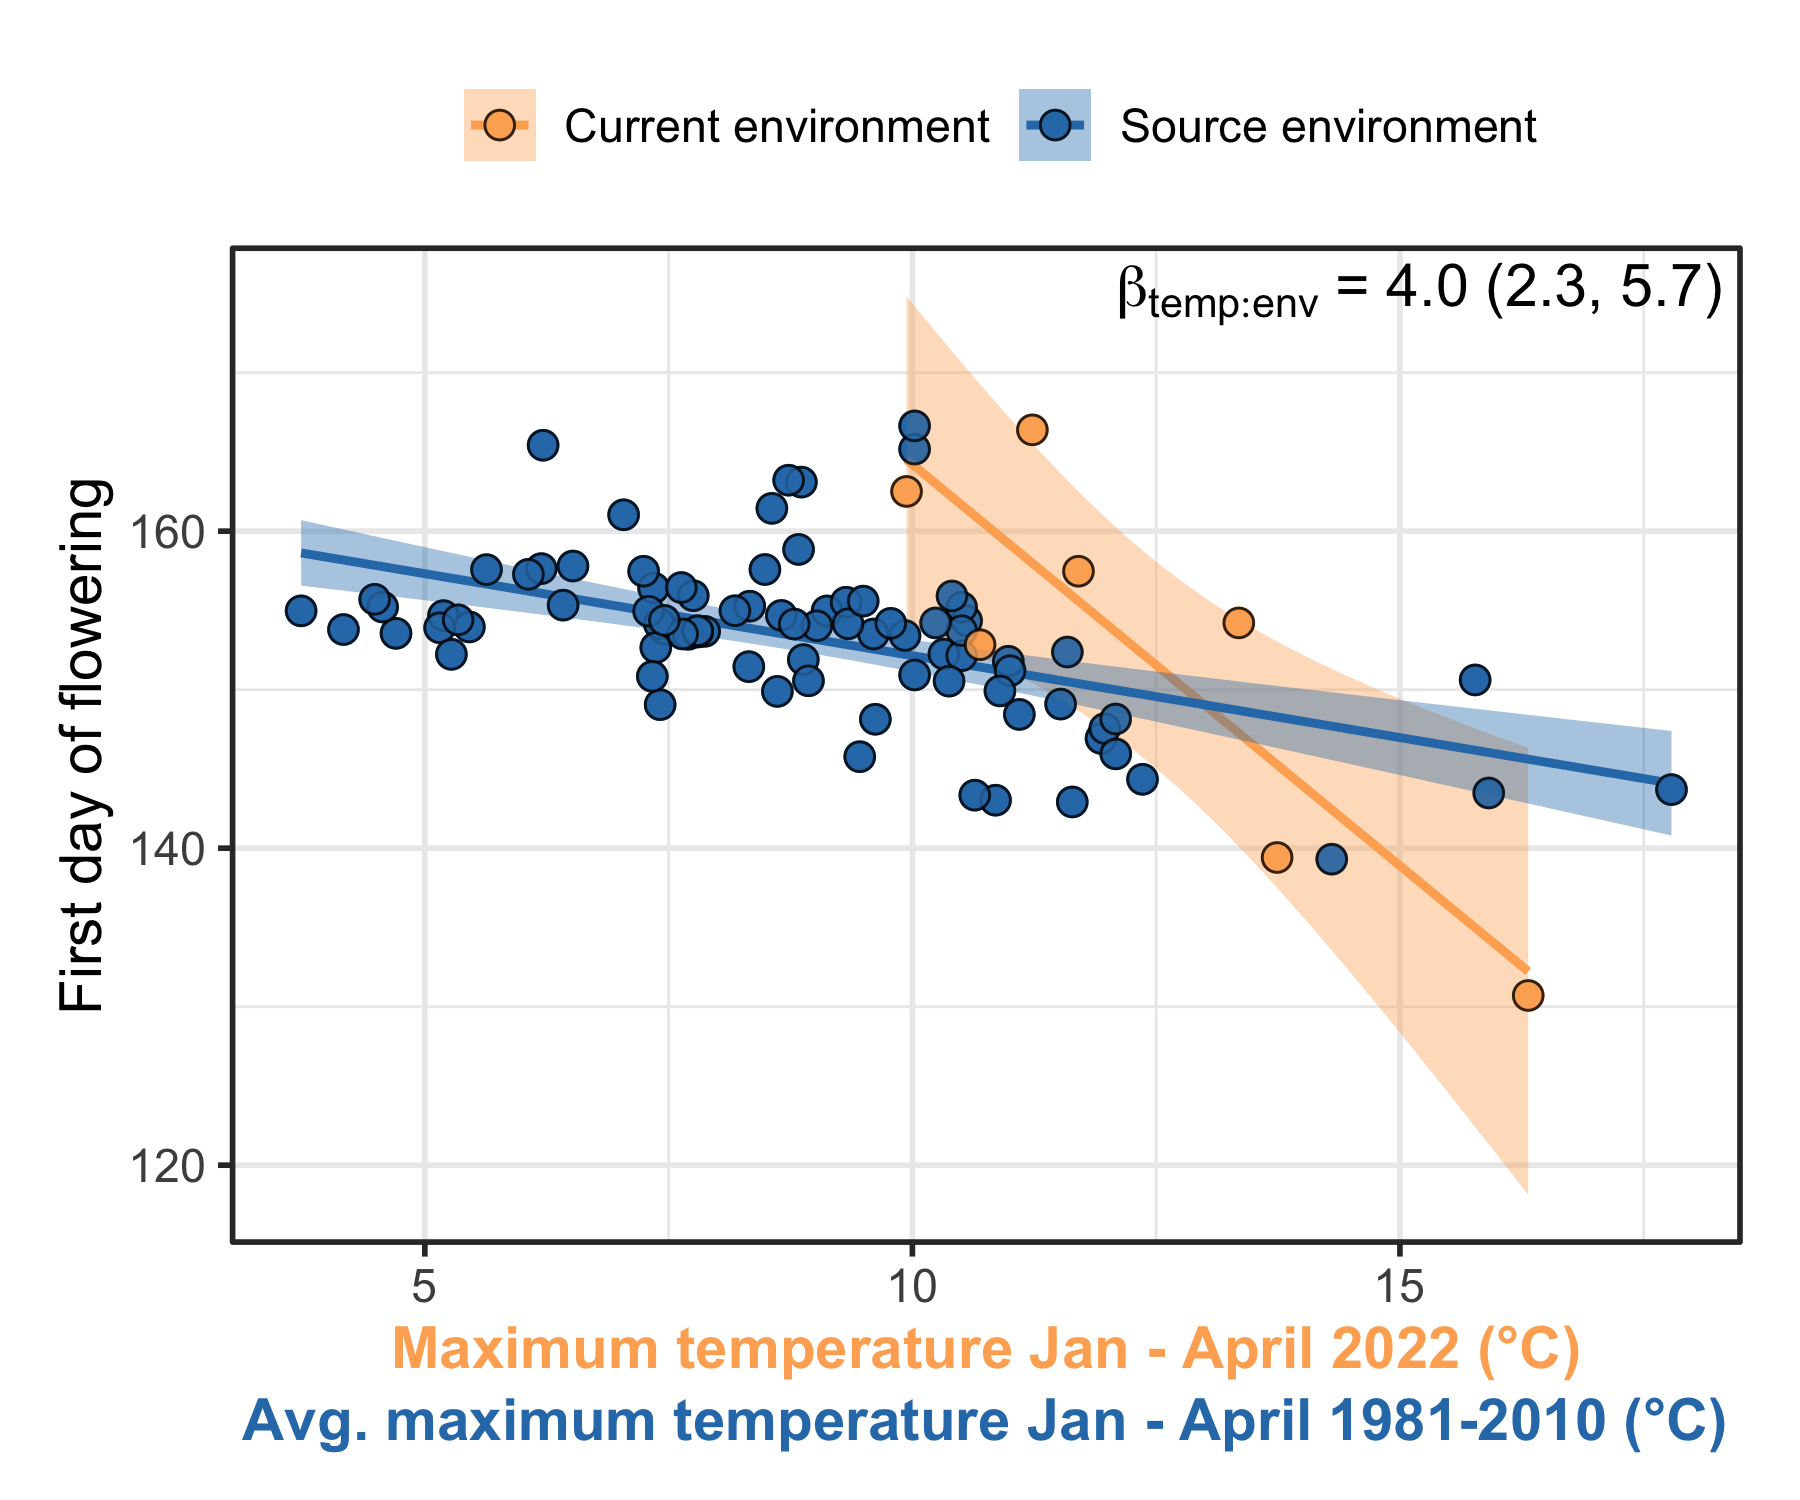 Current environment
Source environment
βtemp:env = 4.0 (2.3, 5.7)
First day of flowering
160
140
120
5
10
15
Maximum temperature Jan - April 2022 (°C)
Avg. maximum temperature Jan - April 1981-2010 (°C)